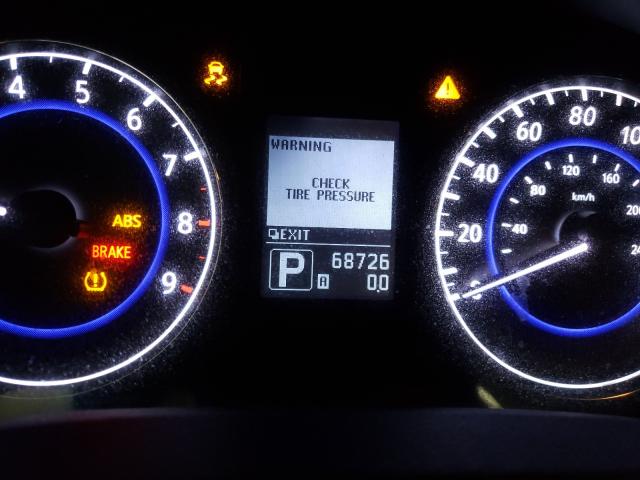 4 5 6 7 8 9
ABS
BRAKE
WARNING
CHECK
TIRE PRESSURE
EXIT
P 68726
A 0.0
20 40 60 80
40 80 120 160
km/h